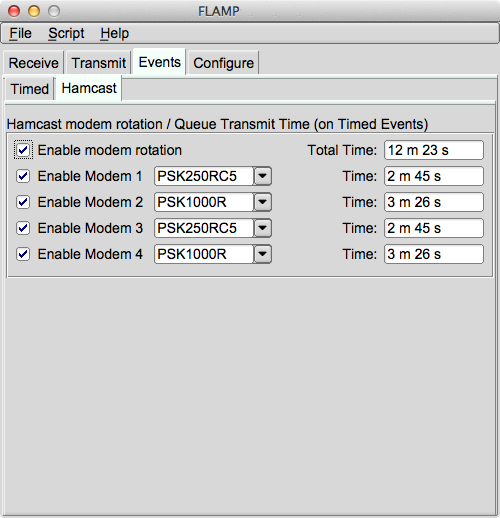 FLAMP
File Script Help
Receive Transmit Events Configure
Timed Hamcast
Hamcast modem rotation / Queue Transmit Time (on Timed Events)
Enable modem rotation Total Time: 12 m 23 s
Enable Modem 1 PSK250RC5 Time: 2 m 45 s
Enable Modem 2 PSK1000R Time: 3 m 26 s
Enable Modem 3 PSK250RC5 Time: 2 m 45 s
Enable Modem 4 PSK1000R Time: 3 m 26 s